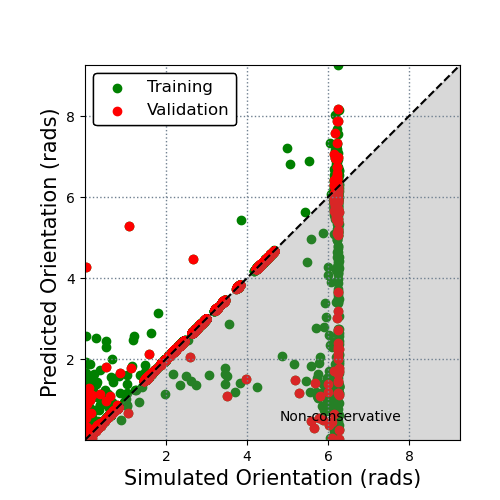 Training
Validation
8
6
4
2
Predicted Orientation (rads)
Non-conservative
2
4
6
8
Simulated Orientation (rads)